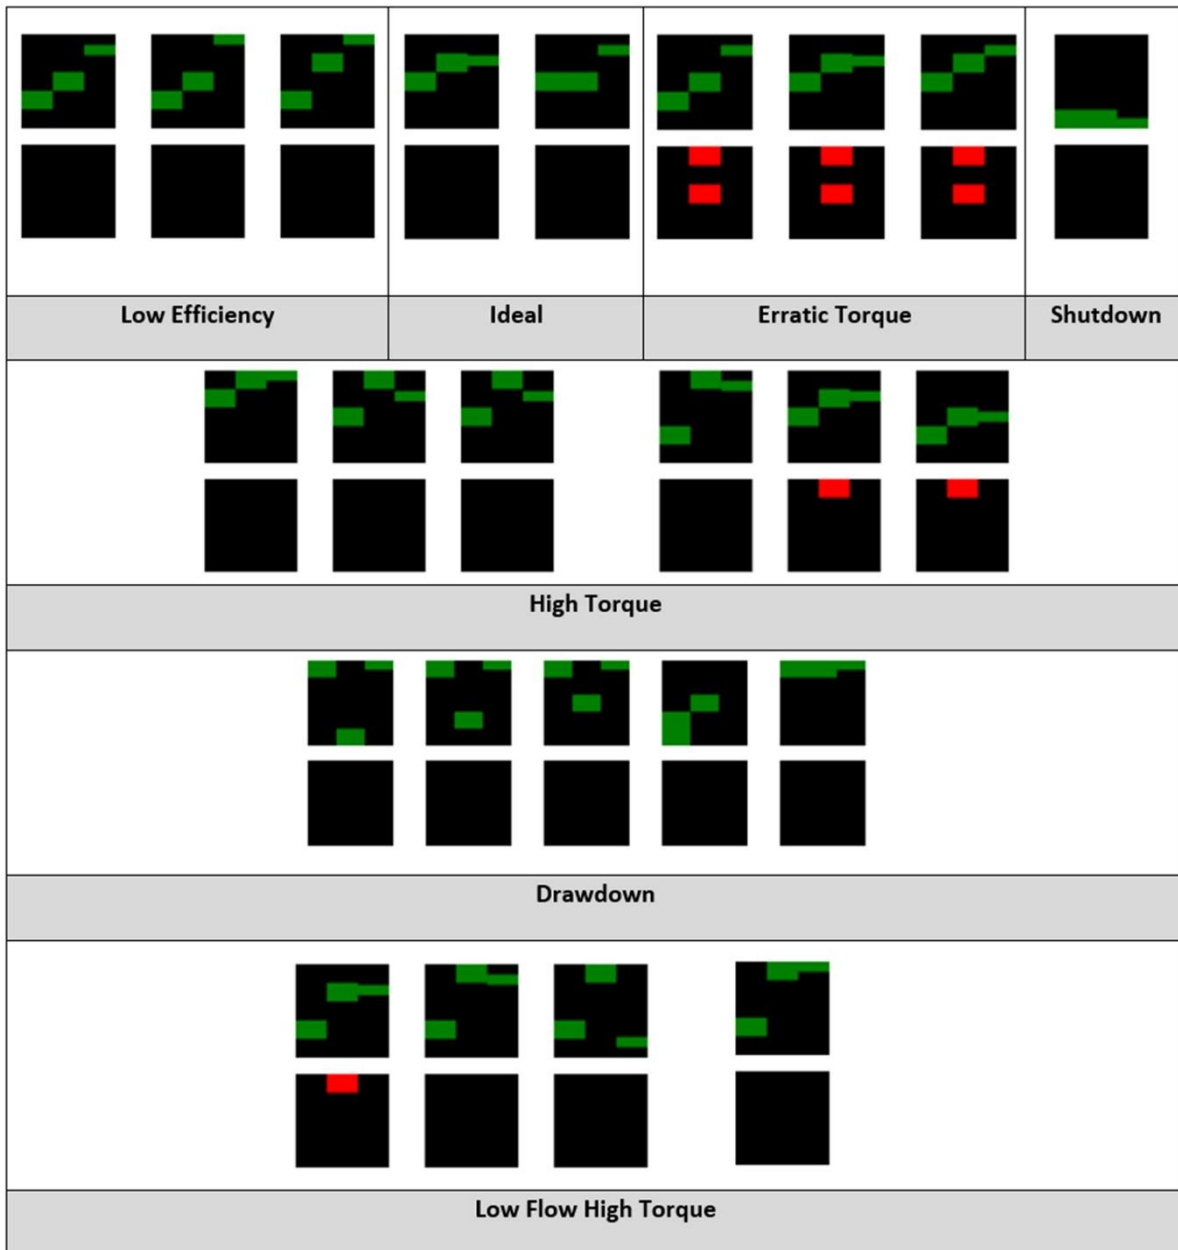 Low Efficiency
Ideal
Erratic Torque
Shutdown
High Torque
Drawdown
Low Flow High Torque